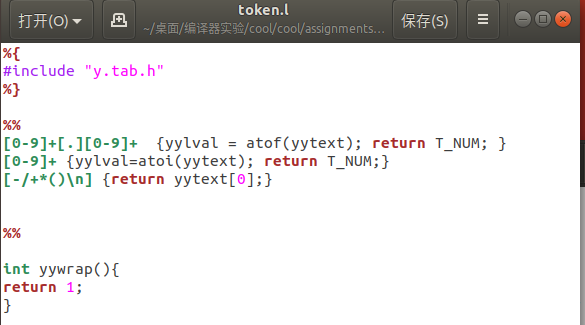 打开(O)
token.l
~/桌面/编译器实验/cool/cool/assignments...
保存(S)
%{
#include "y.tab.h"
%}
%%
[0-9]+[.][0-9]+  {yylval = atof(yytext); return T_NUM; }
[0-9]+ {yylval=atoi(yytext); return T_NUM;}
[-/+*()\n] {return yytext[0];}
%%
int yywrap(){
return 1;
}